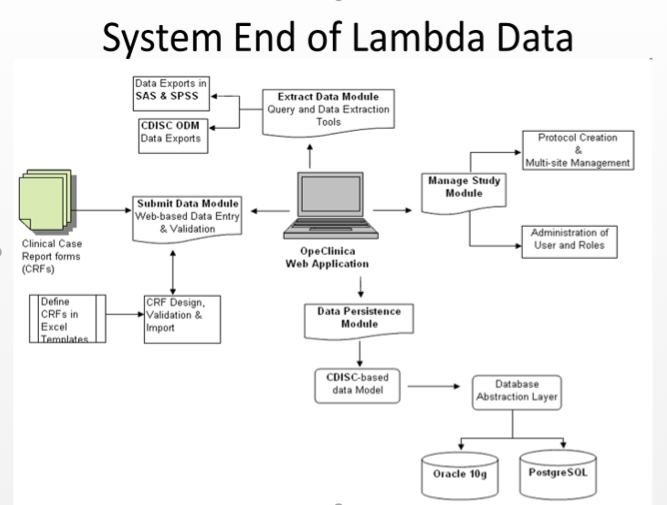 System End of Lambda Data
Data Exports in
SAS & SPSS
CDISC ODM
Data Exports
Extract Data Module
Query and Data Extraction
Tools
Protocol Creation
&
Multi-site Management
Manage Study
Module
Administration of
User and Roles
Submit Data Module
Web-based Data Entry
& Validation
Clinical Case
Report forms
(CRFs)
OpeClinica
Web Application
Define
CRFs in
Excel
Templates
CRF Design,
Validation &
Import
Data Persistence
Module
CDISC-based
data Model
Database
Abstraction Layer
Oracle 10g
PostgreSQL